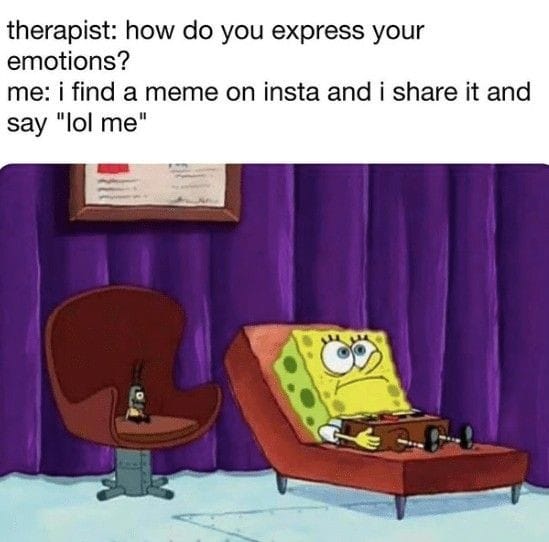 therapist: how do you express your
emotions?
me: i find a meme on insta and i share it and
say "lol me"